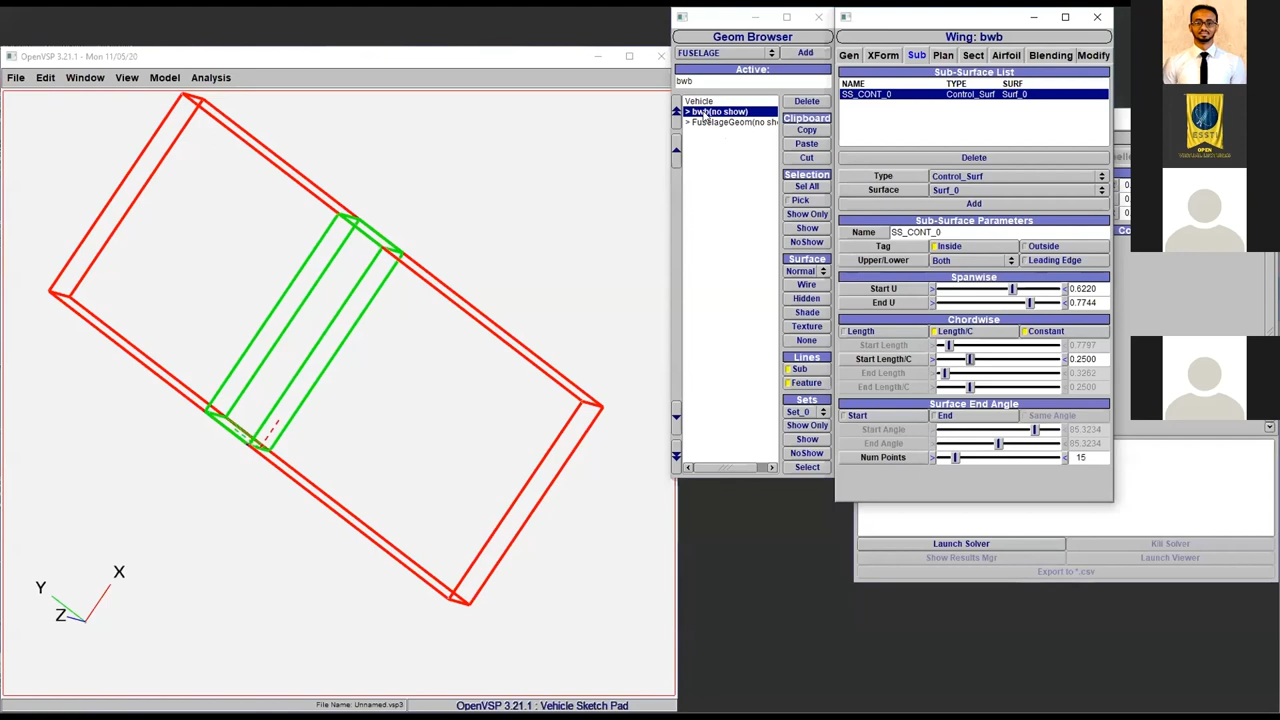 OpenVSP 3.21.1 - Mon 11/05/20
File Edit Window View Model Analysis
X
Y
Z
File Name: Unnamed.vsp3
OpenVSP 3.21.1 : Vehicle Sketch Pad
Geom Browser
FUSELAGE
Add
Active:
bwb
Vehicle
> bwb(no show)
> FuselageGeom(no sh
Delete
Clipboard
Copy
Paste
Cut
Selection
Sel All
Pick
Show Only
Show
NoShow
Surface
Normal
Wire
Hidden
Shade
Texture
None
Lines
Sub
Feature
Sets
Set_0
Show Only
Show
NoShow
Select
Wing: bwb
Gen XForm Sub Plan Sect Airfoil Blending Modify
Sub-Surface List
NAME TYPE SURF
SS_CONT_0 Control_Surf Surf_0
Delete
Type Control_Surf
Surface Surf_0
Add
Sub-Surface Parameters
Name SS_CONT_0
Tag Inside Outside
Upper/Lower Both Leading Edge
Spanwise
Start U > < 0.6220
End U > < 0.7744
Chordwise
Length Length/C Constant
Start Length > < 0.7797
Start Length/C > < 0.2500
End Length > < 0.3262
End Length/C > < 0.2500
Surface End Angle
Start End Same Angle
Start Angle > < 85.3234
End Angle > < 85.3234
Num Points > < 15
Launch Solver Kill Solver
Show Results Mgr Launch Viewer
Export to *.csv
ESSTI
OPEN